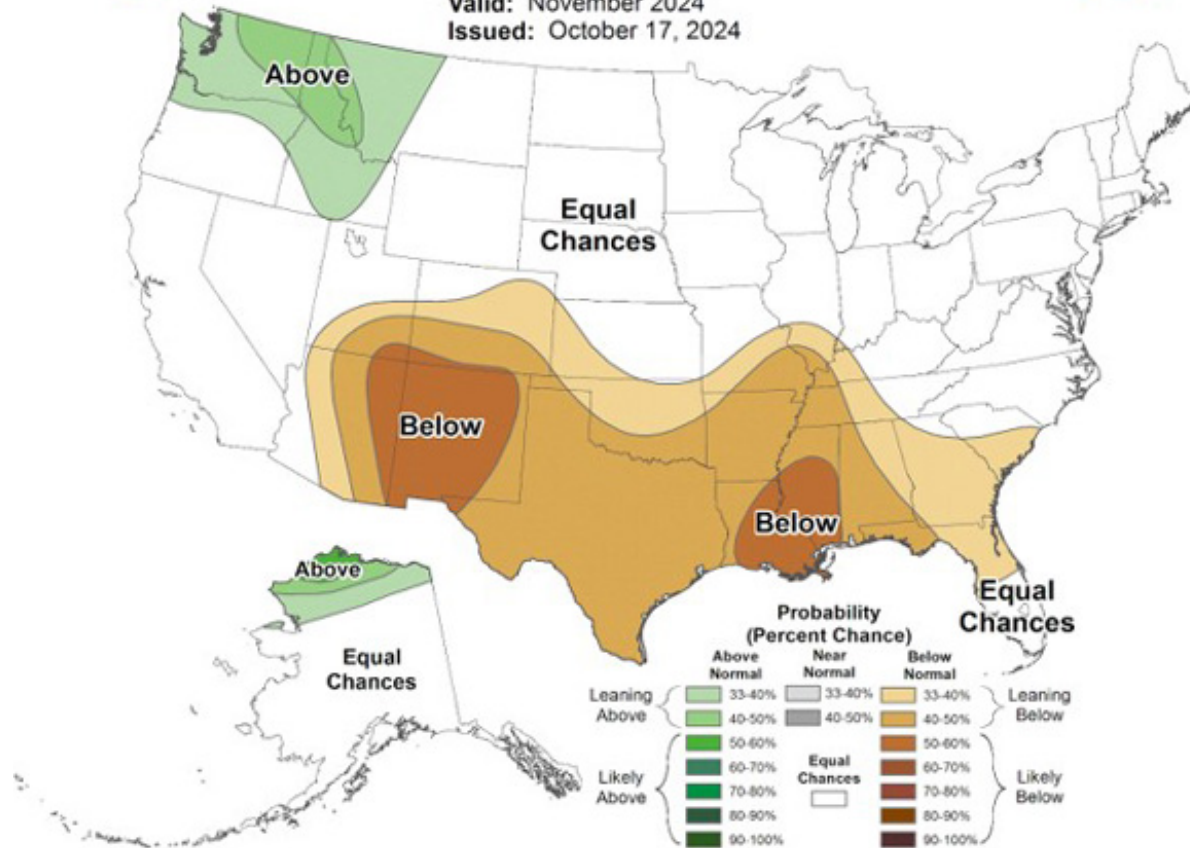 Valid: November 2024
Issued: October 17, 2024
Above
Equal
Chances
Below
Below
Above
Equal
Chances
Equal
Chances
Probability
(Percent Chance)
Above
Normal
Near
Normal
Below
Normal
Leaning
Above
33-40%
33-40%
33-40%
Leaning
Below
40-50%
40-50%
40-50%
Likely
Above
50-60%
60-70%
70-80%
80-90%
90-100%
Equal
Chances
50-60%
60-70%
70-80%
80-90%
90-100%
Likely
Below